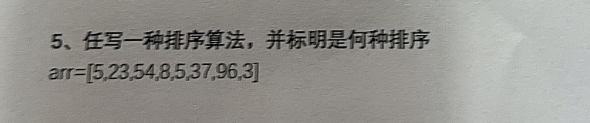 5、任写一种排序算法，并标明是何种排序
arr=[5,23,54,8,5,37,96,3]